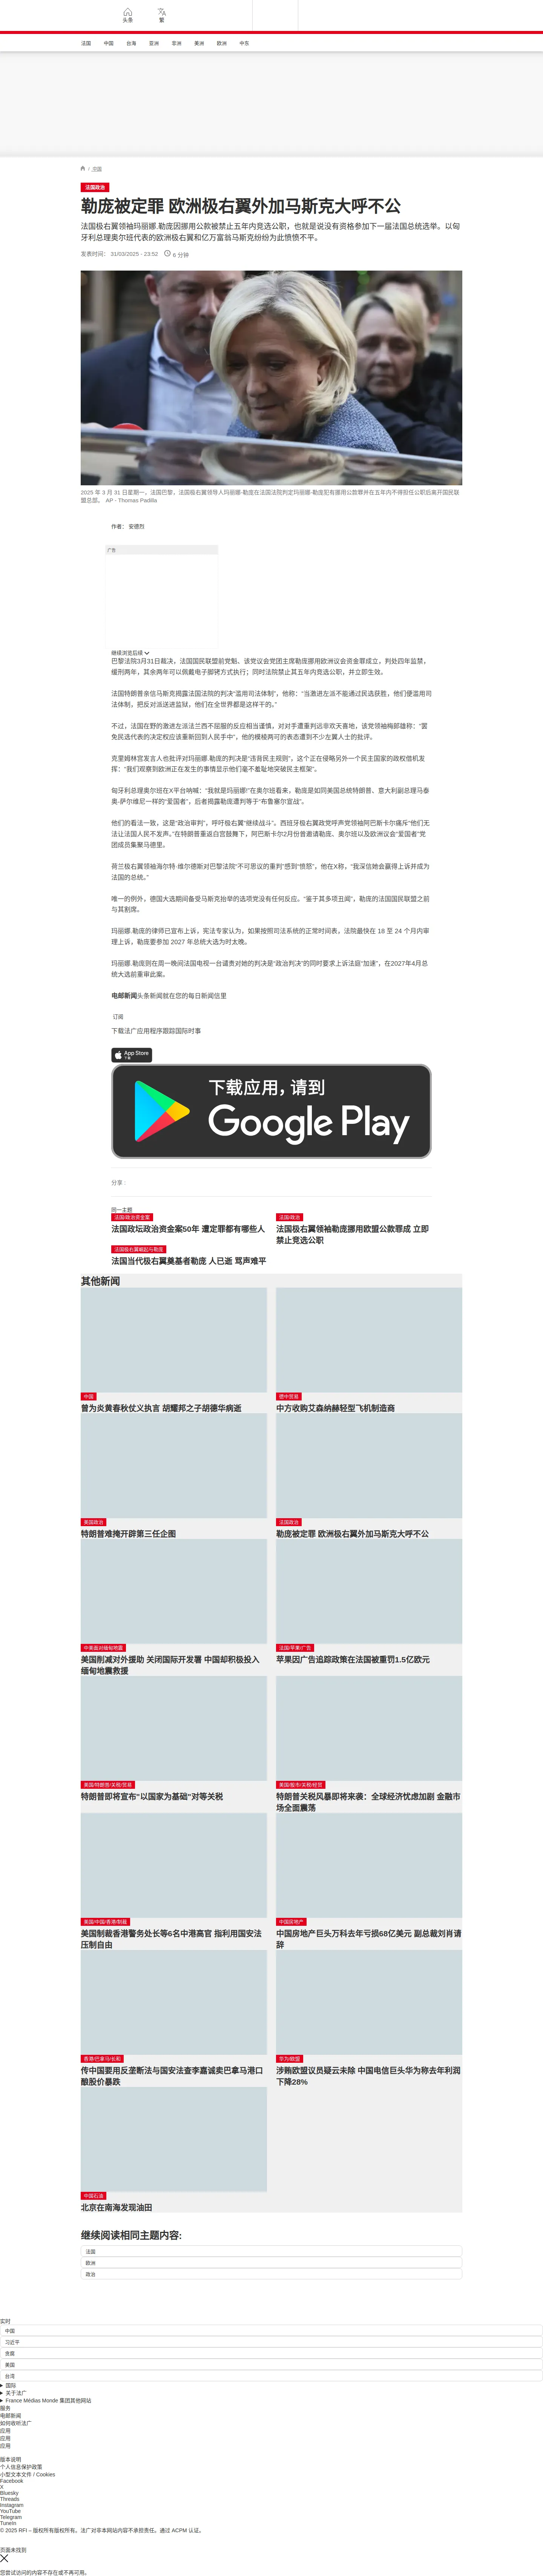 头条
繁
法国
中国
台海
亚洲
非洲
美洲
欧洲
中东
/ 法国
法国政治
勒庞被定罪 欧洲极右翼外加马斯克大呼不公
法国极右翼领袖玛丽娜.勒庞因挪用公款被禁止五年内竞选公职，也就是说没有资格参加下一届法国总统选举。以匈
牙利总理奥尔班代表的欧洲极右翼和亿万富翁马斯克纷纷为此愤愤不平。
发表时间： 31/03/2025 - 23:52 6 分钟
2025 年 3 月 31 日星期一，法国巴黎，法国极右翼领导人玛丽娜·勒庞在法国法院判定玛丽娜·勒庞犯有挪用公款罪并在五年内不得担任公职后离开国民联
盟总部。 AP - Thomas Padilla
作者： 安德烈
广告
继续浏览后续
巴黎法院3月31日裁决，法国国民联盟前党魁、该党议会党团主席勒庞挪用欧洲议会资金罪成立，判处四年监禁，
缓刑两年，其余两年可以佩戴电子脚铐方式执行；同时法院禁止其五年内竞选公职，并立即生效。
法国特朗普亲信马斯克揭露法国法院的判决“滥用司法体制”，他称：“当激进左派不能通过民选获胜，他们便滥用司
法体制，把反对派送进监狱，他们在全世界都是这样干的。”
不过，法国在野的激进左派法兰西不屈服的反应相当谨慎，对对手遭重判远非欢天喜地，该党领袖梅郎雄称：“罢
免民选代表的决定权应该重新回到人民手中”，他的模棱两可的表态遭到不少左翼人士的批评。
克里姆林宫发言人也批评对玛丽娜.勒庞的判决是“违背民主规则”，这个正在侵略另外一个民主国家的政权借机发
挥：“我们观察到欧洲正在发生的事情显示他们毫不羞耻地突破民主框架”。
匈牙利总理奥尔班在X平台呐喊：“我就是玛丽娜!”在奥尔班看来，勒庞是如同美国总统特朗普、意大利副总理马泰
奥-萨尔维尼一样的“爱国者”，后者揭露勒庞遭判等于“布鲁塞尔宣战”。
他们的看法一致，这是“政治审判”，呼吁极右翼“继续战斗”。西班牙极右翼政党呼声党领袖阿巴斯卡尔痛斥“他们无
法让法国人民不发声。”在特朗普重返白宫鼓舞下，阿巴斯卡尔2月份曾邀请勒庞、奥尔班以及欧洲议会“爱国者”党
团成员集聚马德里。
荷兰极右翼领袖海尔特·维尔德斯对巴黎法院“不可思议的重判”感到“愤怒”，他在X称，“我深信她会赢得上诉并成为
法国的总统。”
唯一的例外，德国大选期间备受马斯克抬举的选项党没有任何反应。“鉴于其多项丑闻”，勒庞的法国国民联盟之前
与其割席。
玛丽娜.勒庞的律师已宣布上诉，宪法专家认为，如果按照司法系统的正常时间表，法院最快在 18 至 24 个月内审
理上诉，勒庞要参加 2027 年总统大选为时太晚。
玛丽娜.勒庞则在周一晚间法国电视一台谴责对她的判决是“政治判决”的同时要求上诉法庭“加速”，在2027年4月总
统大选前重审此案。
电邮新闻头条新闻就在您的每日新闻信里
订阅
下载法广应用程序跟踪国际时事
App Store
下载
下载应用，请到
Google Play
分享 :
同一主题
法国/政治资金案
法国政坛政治资金案50年 遭定罪都有哪些人
法国/政治
法国极右翼领袖勒庞挪用欧盟公款罪成 立即
禁止竞选公职
法国极右翼崛起与勒庞
法国当代极右翼奠基者勒庞 人已逝 骂声难平
其他新闻
中国
曾为炎黄春秋仗义执言 胡耀邦之子胡德华病逝
德中贸易
中方收购艾森纳赫轻型飞机制造商
美国政治
特朗普难掩开辟第三任企图
法国政治
勒庞被定罪 欧洲极右翼外加马斯克大呼不公
中美面对缅甸地震
美国削减对外援助 关闭国际开发署 中国却积极投入
缅甸地震救援
法国/苹果/广告
苹果因广告追踪政策在法国被重罚1.5亿欧元
美国/特朗普/关税/贸易
特朗普即将宣布“以国家为基础”对等关税
美国/股市/关税/经贸
特朗普关税风暴即将来袭：全球经济忧虑加剧 金融市
场全面震荡
美国/中国/香港/制裁
美国制裁香港警务处长等6名中港高官 指利用国安法
压制自由
中国房地产
中国房地产巨头万科去年亏损68亿美元 副总裁刘肖请
辞
香港/巴拿马/长和
传中国要用反垄断法与国安法查李嘉诚卖巴拿马港口
酿股价暴跌
华为/欧盟
涉贿欧盟议员疑云未除 中国电信巨头华为称去年利润
下降28%
中国石油
北京在南海发现油田
继续阅读相同主题内容:
法国
欧洲
政治
实时
中国
习近平
贪腐
美国
台湾
国际
关于法广
France Médias Monde 集团其他网站
服务
电邮新闻
如何收听法广
应用
应用
应用
版本说明
个人信息保护政策
小型文本文件 / Cookies
Facebook
X
Bluesky
Threads
Instagram
YouTube
Telegram
TuneIn
© 2025 RFI – 版权所有版权所有。法广对非本网站内容不承担责任。通过 ACPM 认证。
页面未找到
您尝试访问的内容不存在或不再可用。